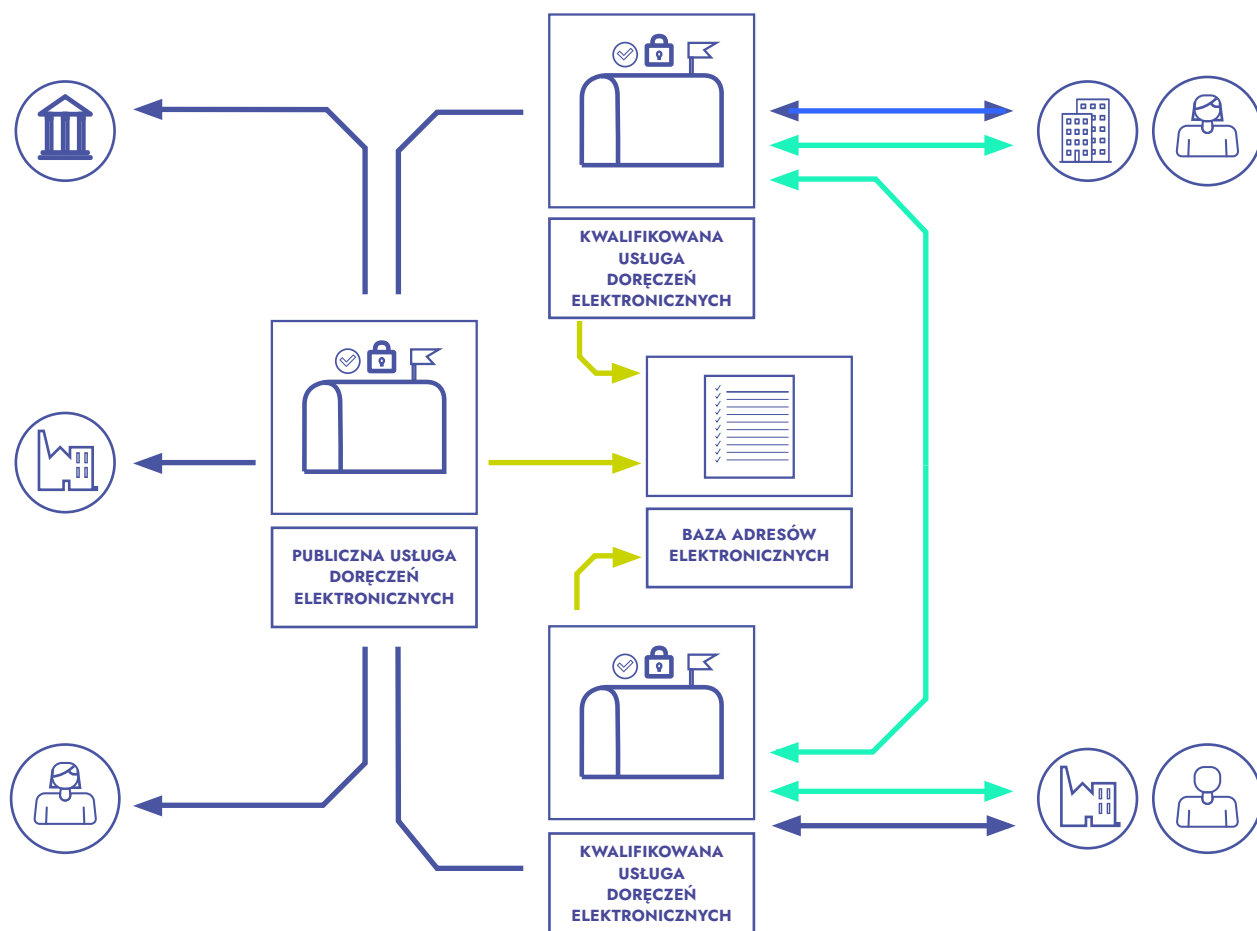 KWALIFIKOWANA
USŁUGA
DORĘCZEŃ
ELEKTRONICZNYCH
PUBLICZNA USŁUGA
DORĘCZEŃ
ELEKTRONICZNYCH
BAZA ADRESÓW
ELEKTRONICZNYCH
KWALIFIKOWANA
USŁUGA
DORĘCZEŃ
ELEKTRONICZNYCH